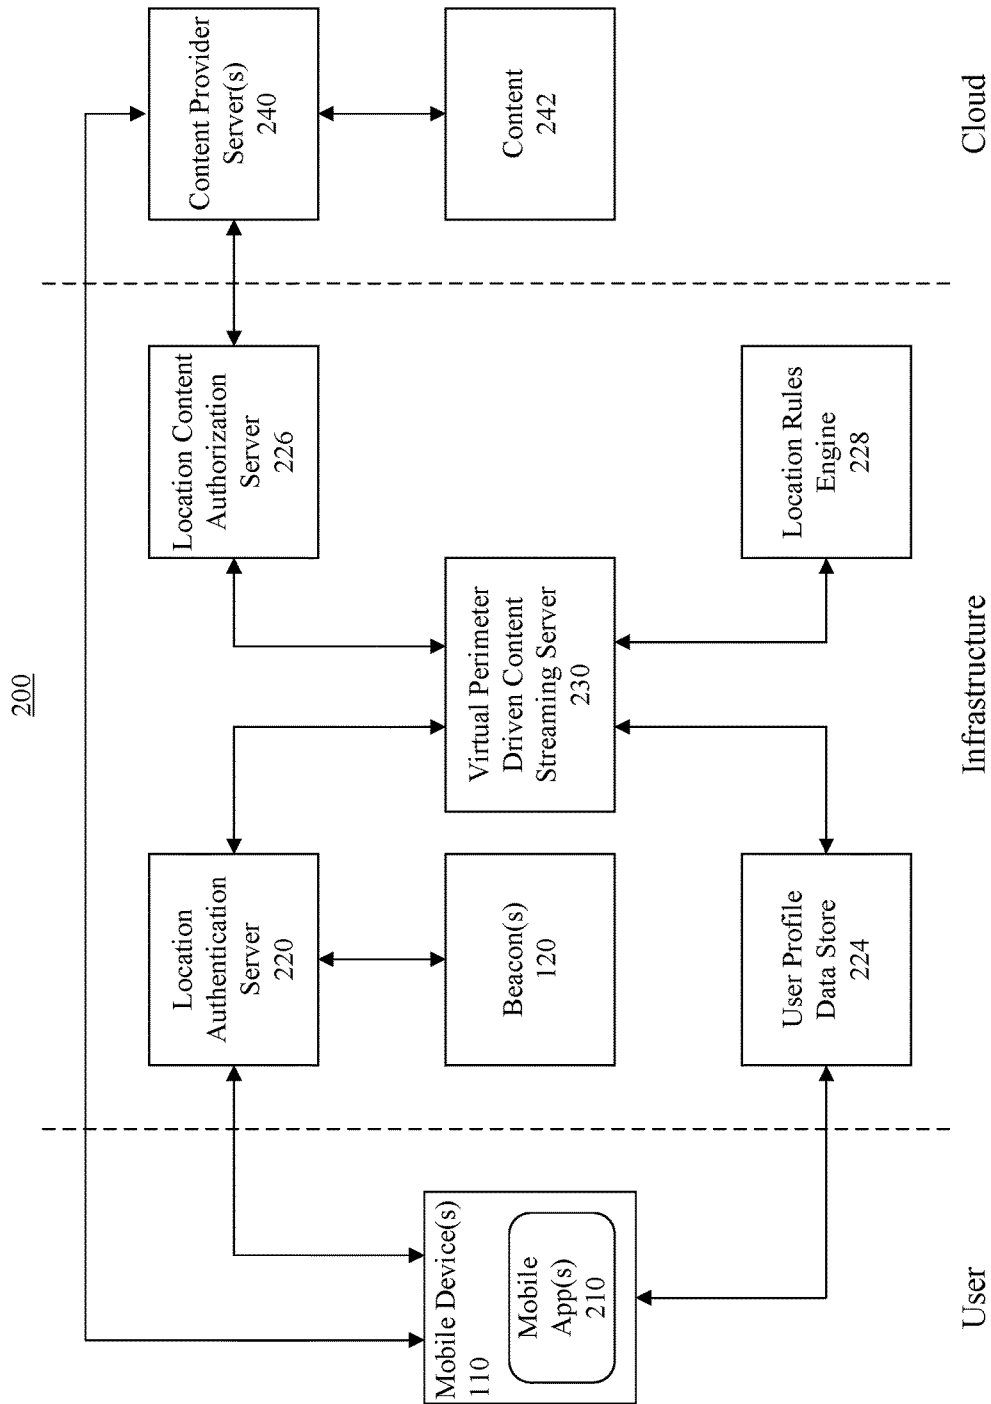 200
Mobile Device(s)
110
Mobile
App(s)
210
Location
Authentication
Server
220
Beacon(s)
120
User Profile
Data Store
224
Virtual Perimeter
Driven Content
Streaming Server
230
Location Content
Authorization
Server
226
Location Rules
Engine
228
Content Provider
Server(s)
240
Content
242
User
Infrastructure
Cloud